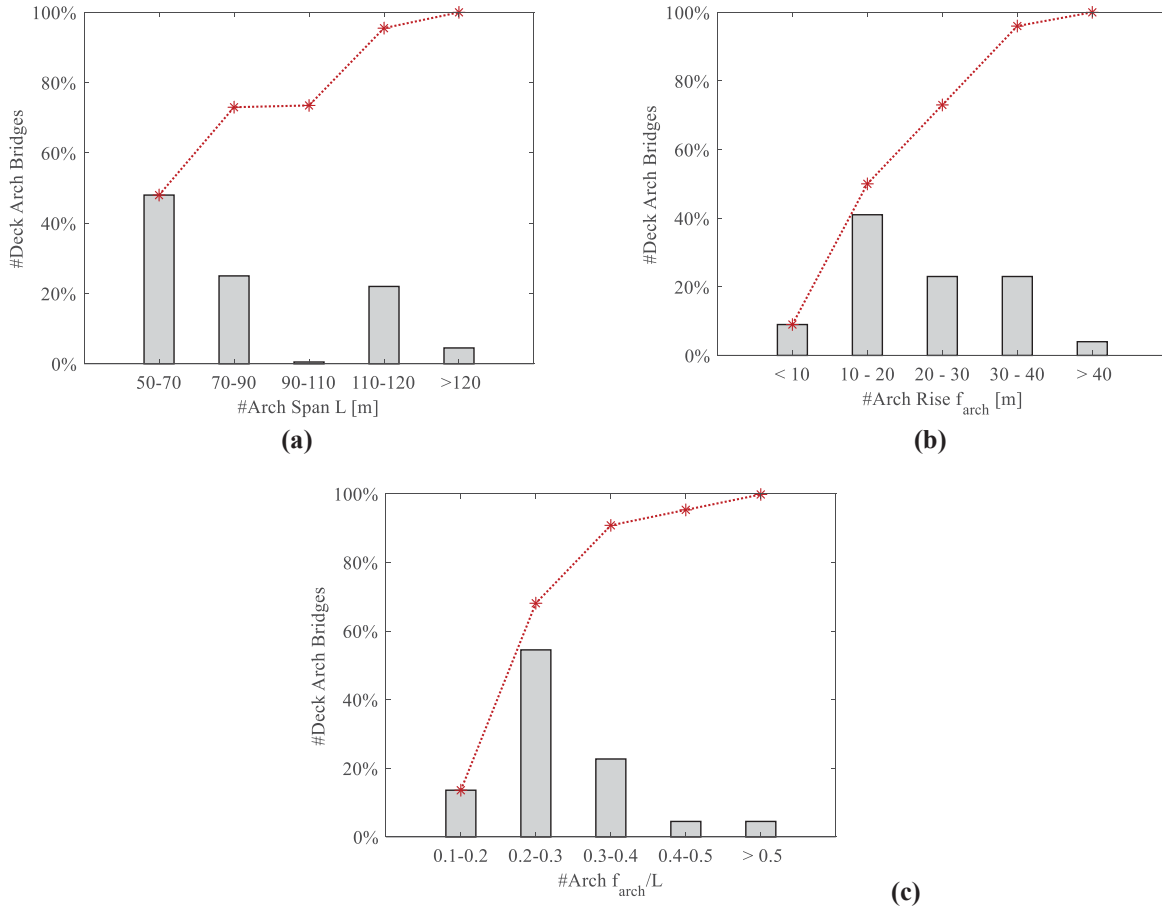 100%
80%
60%
40%
20%
0%
#Deck Arch Bridges
50-70 70-90 90-110 110-120 >120
#Arch Span L [m]
(a)
100%
80%
60%
40%
20%
0%
#Deck Arch Bridges
< 10 10 - 20 20 - 30 30 - 40 > 40
#Arch Rise f_arch [m]
(b)
100%
80%
60%
40%
20%
0%
#Deck Arch Bridges
0.1-0.2 0.2-0.3 0.3-0.4 0.4-0.5 > 0.5
#Arch f_arch/L
(c)